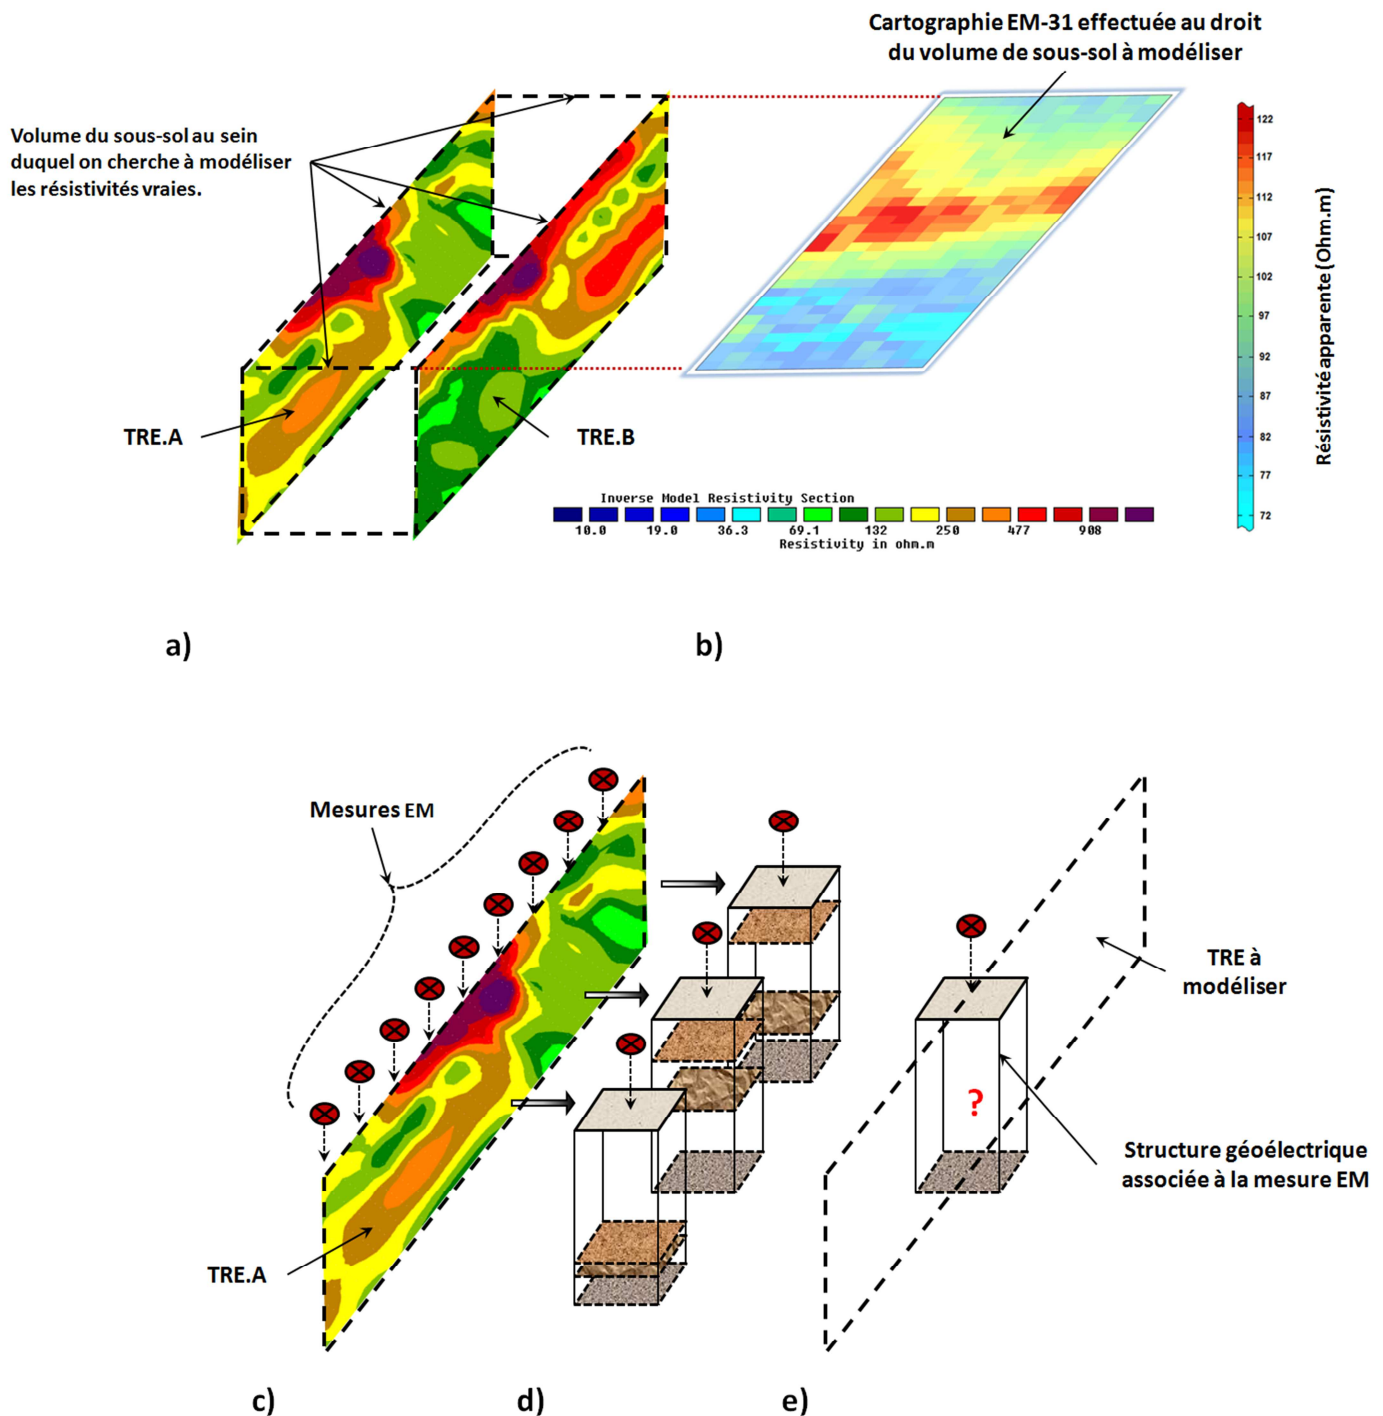 Cartographie EM-31 effectuée au droit
du volume de sous-sol à modéliser
Volume du sous-sol au sein
duquel on cherche à modéliser
les résistivités vraies.
122
117
112
107
102
97
92
87
82
77
72
Résistivité apparente (Ohm.m)
TRE.A
TRE.B
Inverse Model Resistivity Section
10.0 19.0 36.3 69.1 132 250 477 908
Resistivity in ohm.m
a)
b)
Mesures EM
TRE à
modéliser
?
Structure géoélectrique
associée à la mesure EM
TRE.A
c)
d)
e)